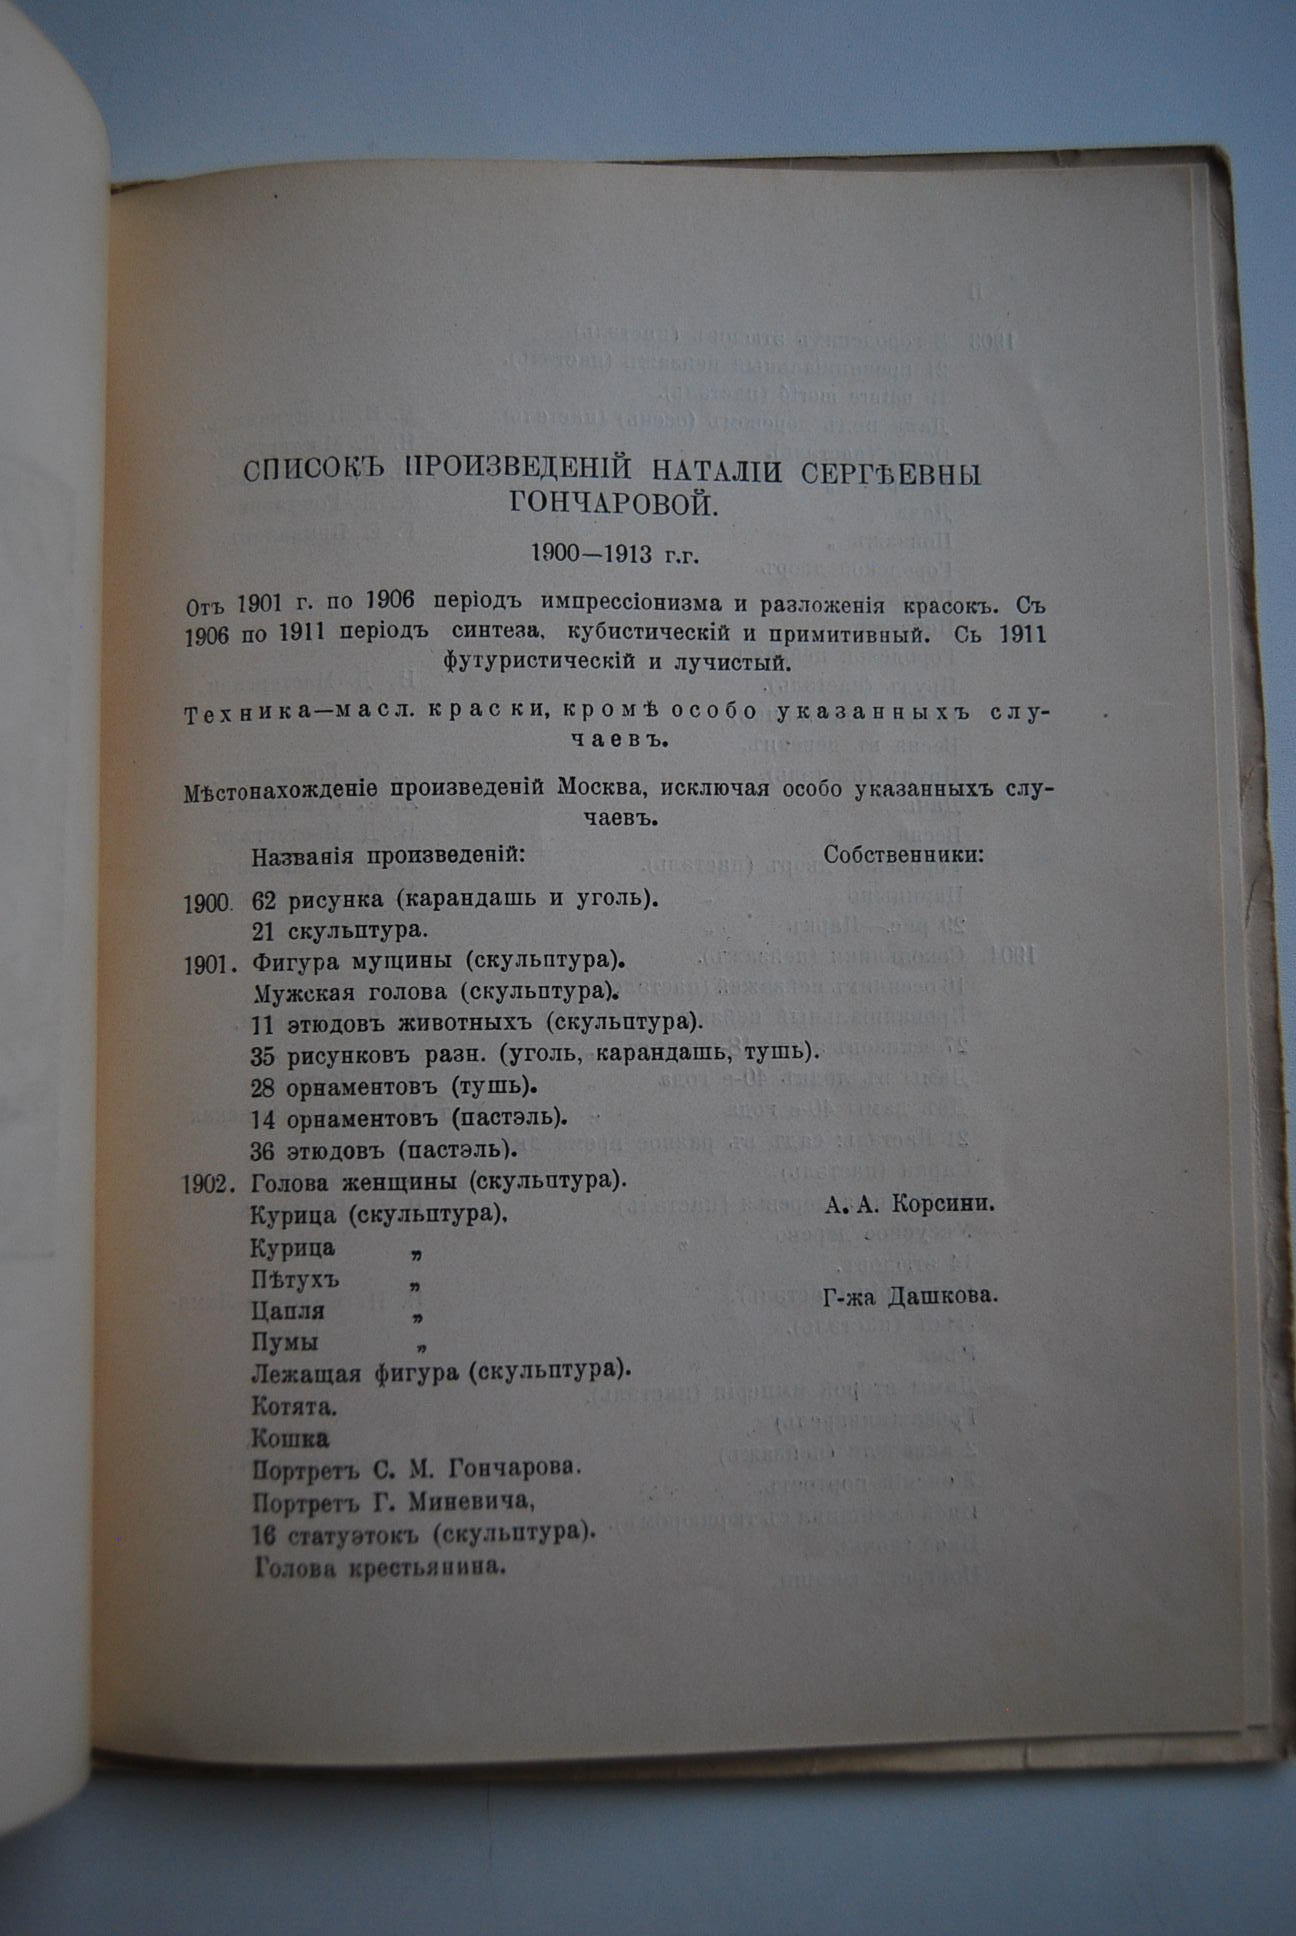 СПИСОКЪ ПРОИЗВЕДЕНІЙ НАТАЛІИ СЕРГѢЕВНЫ
ГОНЧАРОВОЙ.
1900—1913 г.г.
Отъ 1901 г. по 1906 періодъ импрессіонизма и разложенія красокъ. Съ
1906 по 1911 періодъ синтеза, кубистическій и примитивный. Сь 1911
футуристическій и лучистый.
Техника—масл. краски, кромѣ особо указанныхъ слу-
чаевъ.
Мѣстонахожденіе произведеній Москва, исключая особо указанныхъ слу-
чаевъ.
Названія произведеній: Собственники:
1900. 62 рисунка (карандашь и уголь).
21 скульптура.
1901. Фигура мущины (скульптура).
Мужская голова (скульптура).
11 этюдовъ животныхъ (скульптура).
35 рисунковъ разн. (уголь, карандашь, тушь).
28 орнаментовъ (тушь).
14 орнаментовъ (пастэль).
36 этюдовъ (пастэль).
1902. Голова женщины (скульптура).
Курица (скульптура), А. А. Корсини.
Курица „
Пѣтухъ „
Цапля „ Г-жа Дашкова.
Пумы „
Лежащая фигура (скульптура).
Котята.
Кошка
Портретъ С. М. Гончарова.
Портретъ Г. Миневича,
16 статуэтокъ (скульптура).
Голова крестьянина.